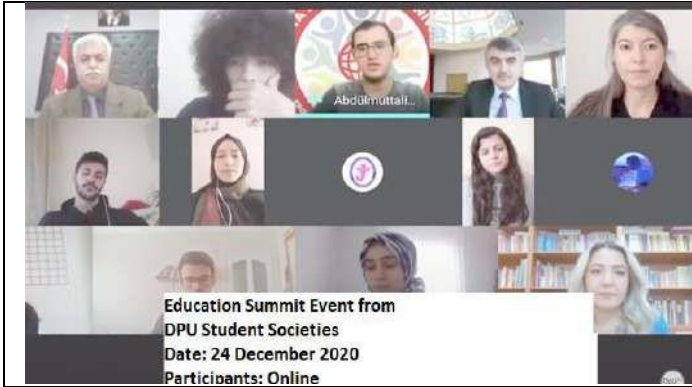 Abdülmuttali...
Education Summit Event from
DPU Student Societies
Date: 24 December 2020
Participants: Online